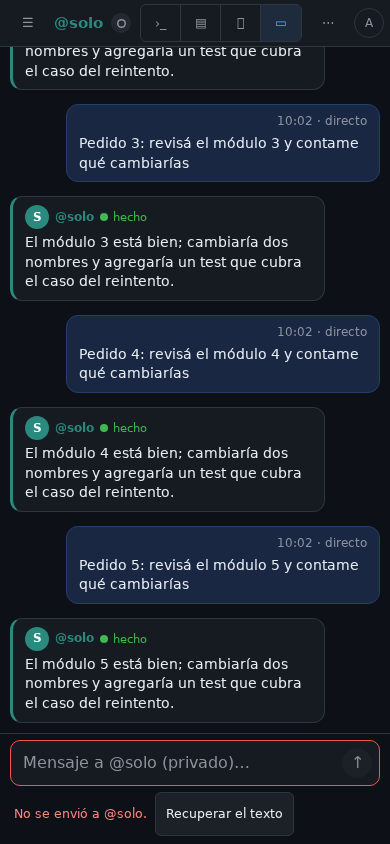 @solo
A
nombres y agregaría un test que cubra
el caso del reintento.
10:02 · directo
Pedido 3: revisá el módulo 3 y contame
qué cambiarías
S @solo hecho
El módulo 3 está bien; cambiaría dos
nombres y agregaría un test que cubra
el caso del reintento.
10:02 · directo
Pedido 4: revisá el módulo 4 y contame
qué cambiarías
S @solo hecho
El módulo 4 está bien; cambiaría dos
nombres y agregaría un test que cubra
el caso del reintento.
10:02 · directo
Pedido 5: revisá el módulo 5 y contame
qué cambiarías
S @solo hecho
El módulo 5 está bien; cambiaría dos
nombres y agregaría un test que cubra
el caso del reintento.
Mensaje a @solo (privado)…
No se envió a @solo. Recuperar el texto